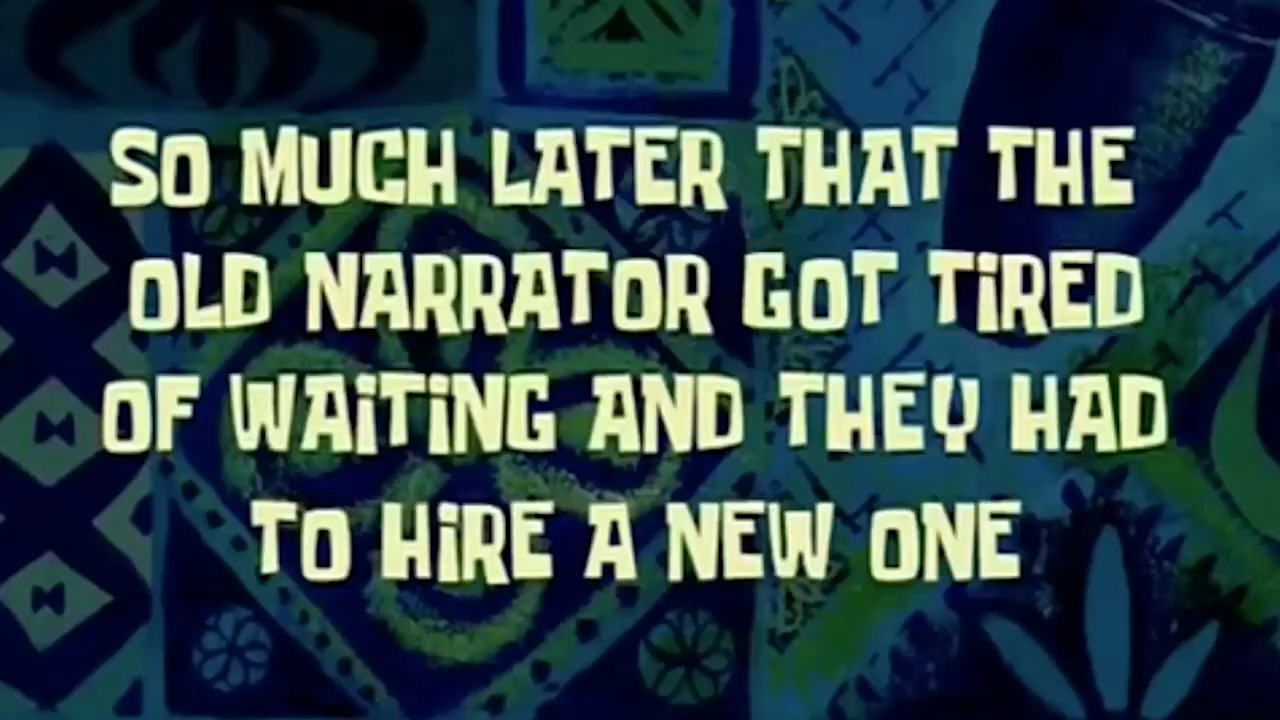 SO MUCH LATER THAT THE
OLD NARRATOR GOT TiRED
OF WAiTiNG AND THEY HAD
TO HiRE A NEW ONE